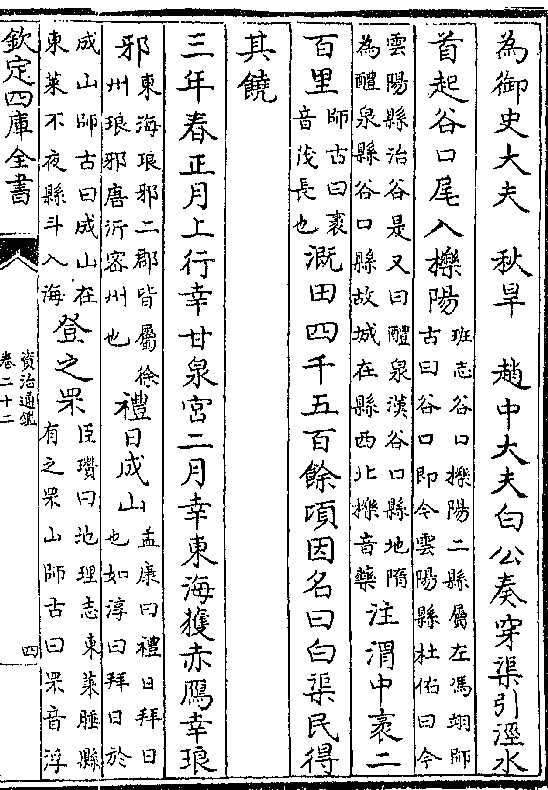 為御史大夫　秋旱　趙中大夫白公奏穿渠引涇水
首起谷口尾入櫟陽班志谷口櫟陽二縣屬左馮翊師古曰谷口即今雲陽縣杜佑曰今
雲陽縣治谷是又曰醴泉漢谷口縣地隋為醴泉縣谷口縣故城在縣西北櫟音藥注渭中袤二
百里師古曰袤音茂長也溉田四千五百餘頃因名曰白渠民得
其饒
三年春正月上行幸甘泉宮二月幸東海獲赤鴈幸琅
邪東海琅邪二郡皆屬徐州琅邪唐沂密州也禮日成山孟康曰禮日拜日也如淳曰拜日於
成山師古曰成山在東萊不夜縣斗入海登之罘臣瓚曰地理志東萊腄縣有之罘山師古曰罘音浮
欽定四庫全書
資治通鑑
卷二十二
四